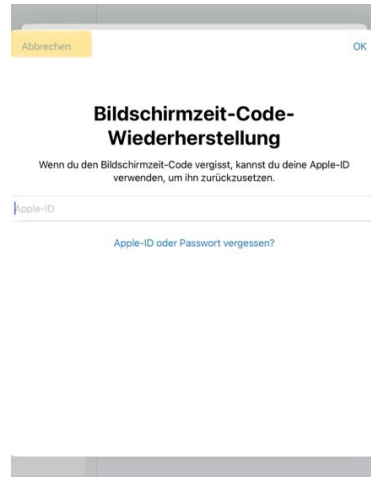 Abbrechen
OK
Bildschirmzeit-Code-
Wiederherstellung
Wenn du den Bildschirmzeit-Code vergisst, kannst du deine Apple-ID
verwenden, um ihn zurückzusetzen.
Apple-ID
Apple-ID oder Passwort vergessen?